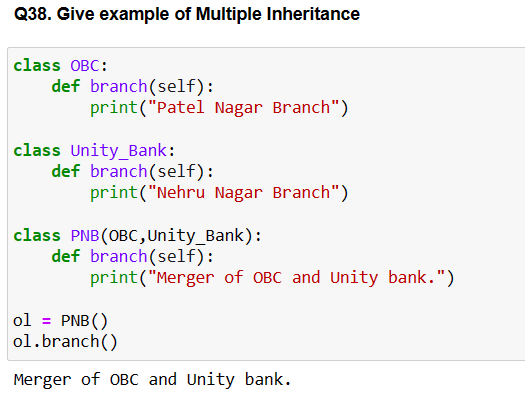 Q38. Give example of Multiple Inheritance
class OBC:
    def branch(self):
        print("Patel Nagar Branch")
class Unity_Bank:
    def branch(self):
        print("Nehru Nagar Branch")
class PNB(OBC,Unity_Bank):
    def branch(self):
        print("Merger of OBC and Unity bank.")
ol = PNB()
ol.branch()
Merger of OBC and Unity bank.